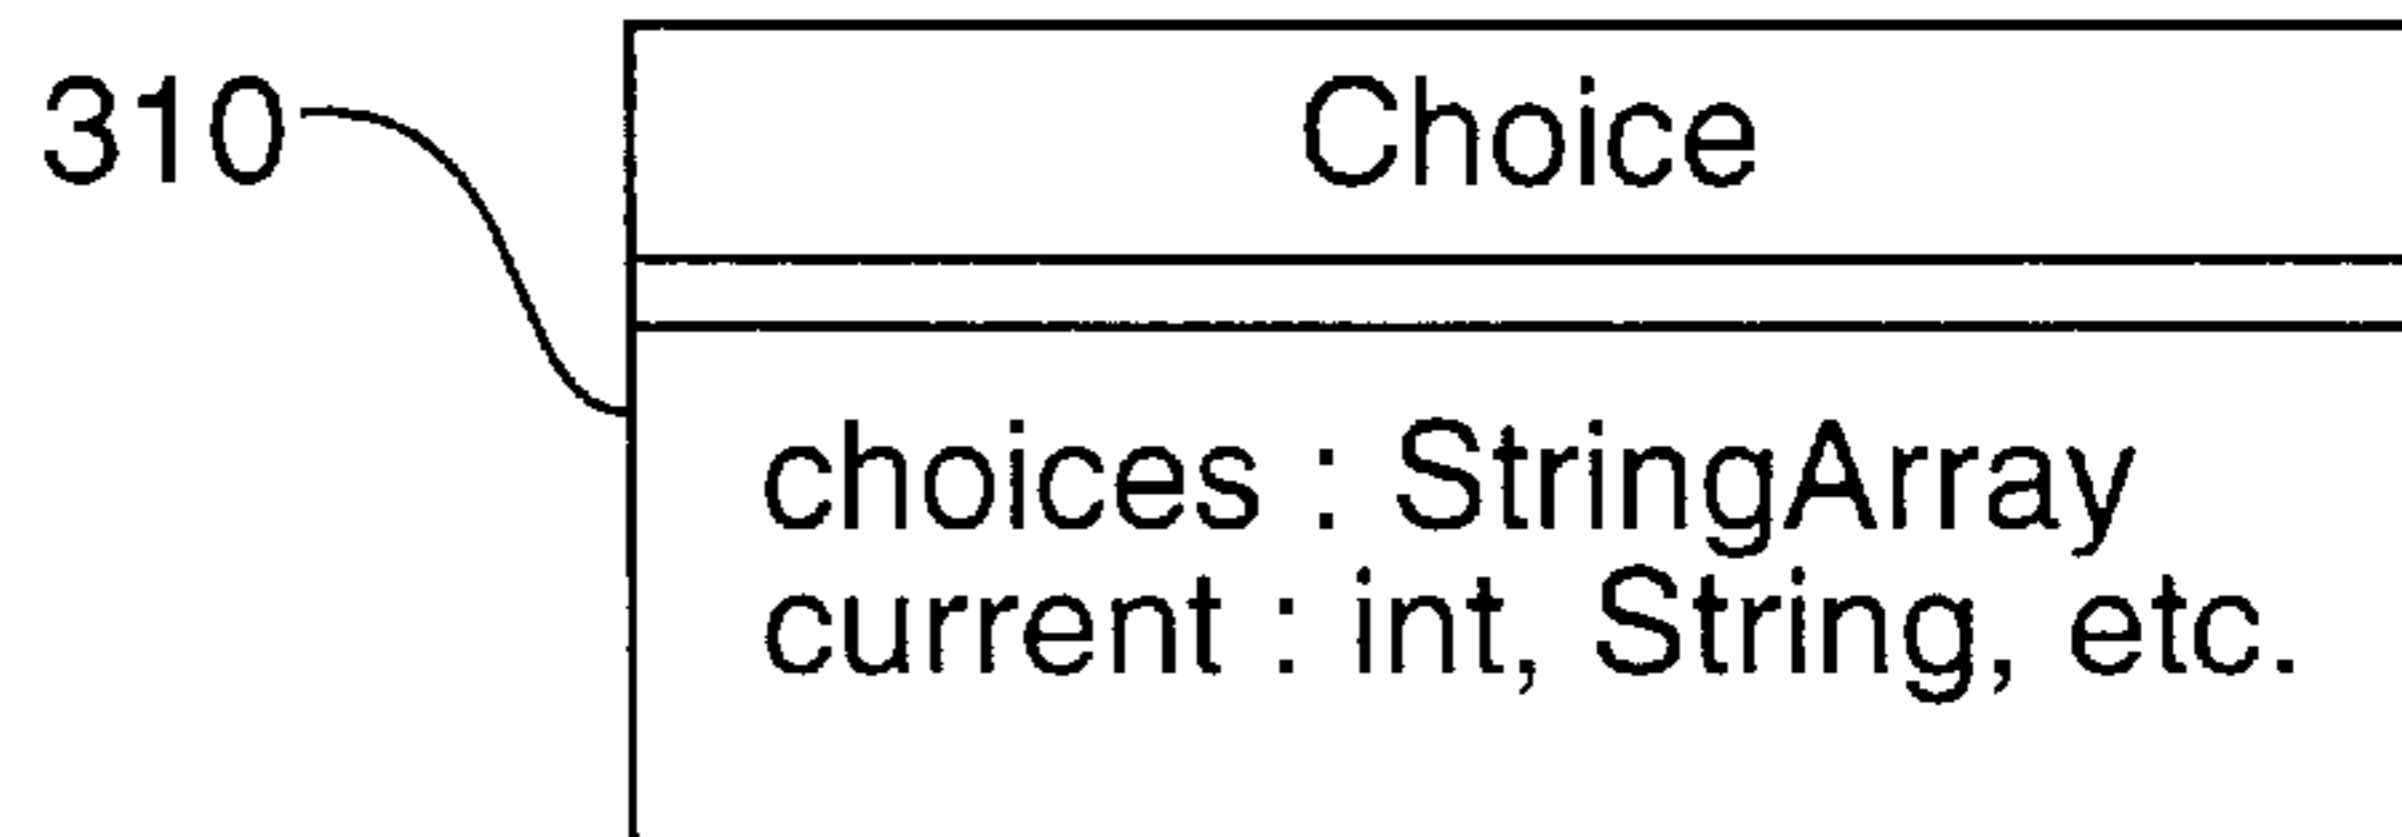 310
Choice
choices : StringArray
current : int, String, etc.